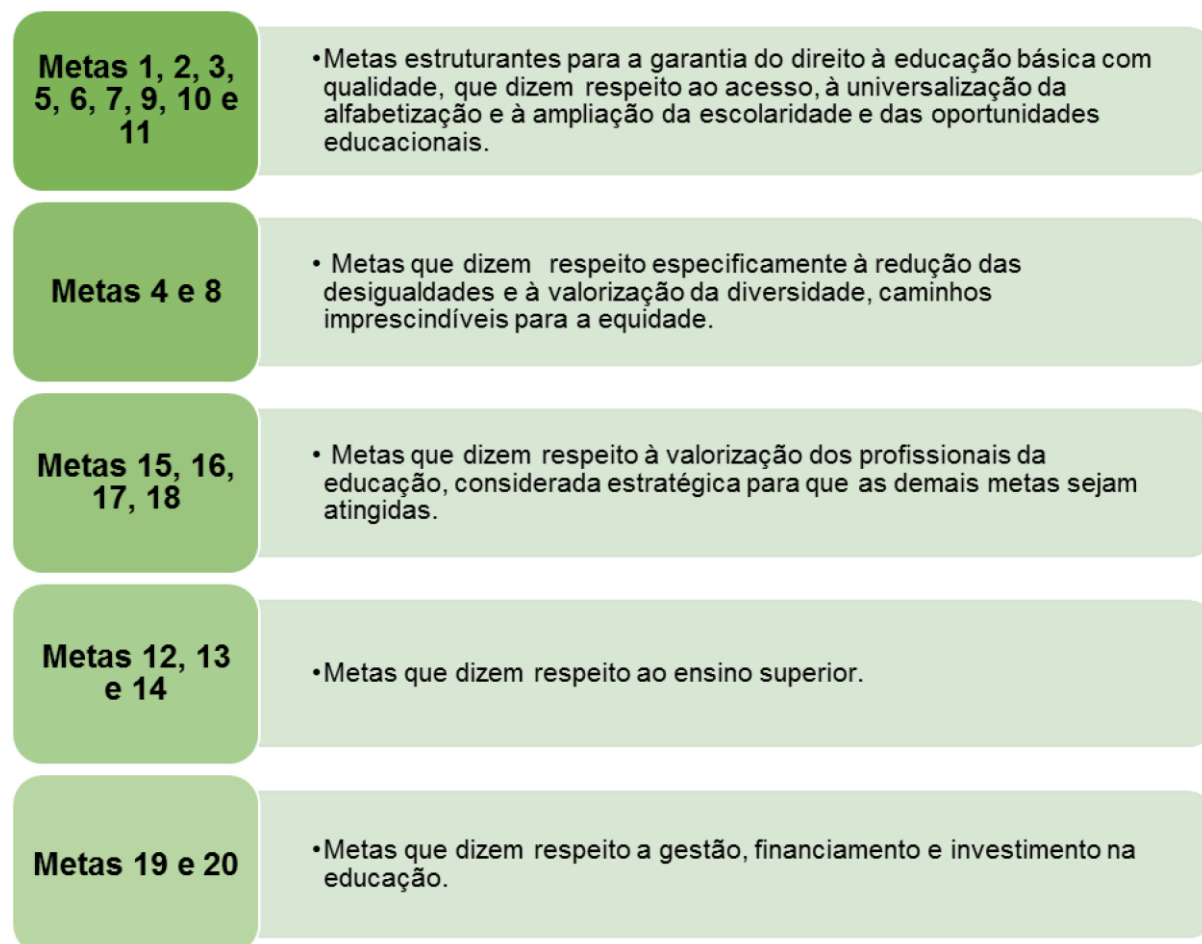 Metas 1, 2, 3,
5, 6, 7, 9, 10 e
11
•Metas estruturantes para a garantia do direito à educação básica com
qualidade, que dizem respeito ao acesso, à universalização da
alfabetização e à ampliação da escolaridade e das oportunidades
educacionais.
Metas 4 e 8
• Metas que dizem respeito especificamente à redução das
desigualdades e à valorização da diversidade, caminhos
imprescindíveis para a equidade.
Metas 15, 16,
17, 18
• Metas que dizem respeito à valorização dos profissionais da
educação, considerada estratégica para que as demais metas sejam
atingidas.
Metas 12, 13
e 14
•Metas que dizem respeito ao ensino superior.
Metas 19 e 20
•Metas que dizem respeito a gestão, financiamento e investimento na
educação.